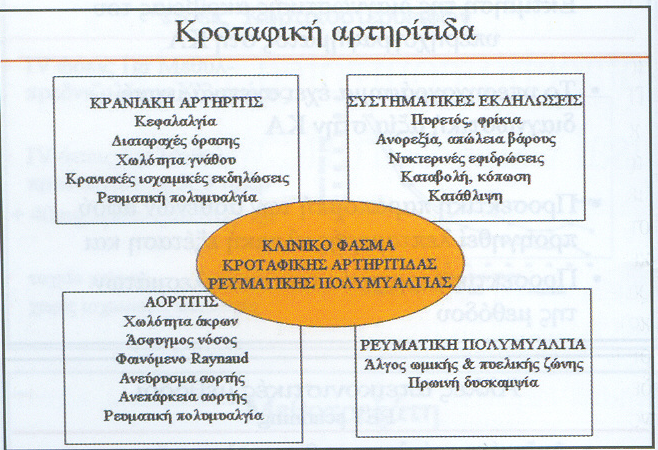 Κροταφική αρτηρίτιδα
ΚΡΑΝΙΑΚΗ ΑΡΤΗΡΙΤΙΣ
Κεφαλαλγία
Διαταραχές όρασης
Χωλότητα γνάθου
Κρανιακές ισχαιμικές εκδηλώσεις
Ρευματική πολυμυαλγία
ΣΥΣΤΗΜΑΤΙΚΕΣ ΕΚΔΗΛΩΣΕΙΣ
Πυρετός, φρίκια
Ανορεξία, απώλεια βάρους
Νυκτερινές εφιδρώσεις
Καταβολή, κόπωση
Κατάθλιψη
ΚΛΙΝΙΚΟ ΦΑΣΜΑ
ΚΡΟΤΑΦΙΚΗΣ ΑΡΤΗΡΙΤΙΔΑΣ
ΡΕΥΜΑΤΙΚΗΣ ΠΟΛΥΜΥΑΛΓΙΑΣ
ΑΟΡΤΙΤΙΣ
Χωλότητα άκρων
Άσφυγμος νόσος
Φαινόμενο Raynaud
Ανεύρυσμα αορτής
Ανεπάρκεια αορτής
Ρευματική πολυμυαλγία
ΡΕΥΜΑΤΙΚΗ ΠΟΛΥΜΥΑΛΓΙΑ
Άλγος ωμικής & πυελικής ζώνης
Πρωινή δυσκαμψία